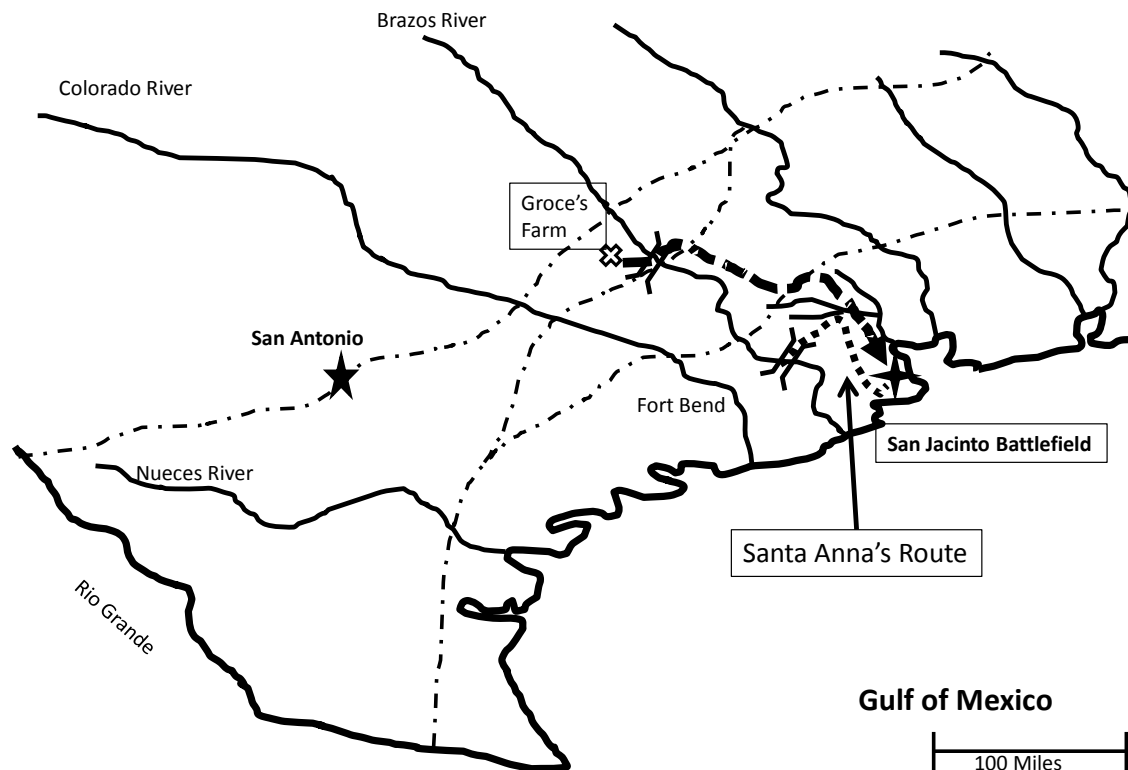 Brazos River
Colorado River
Groce's
Farm
San Antonio
Fort Bend
San Jacinto Battlefield
Nueces River
Santa Anna's Route
Rio Grande
Gulf of Mexico
100 Miles